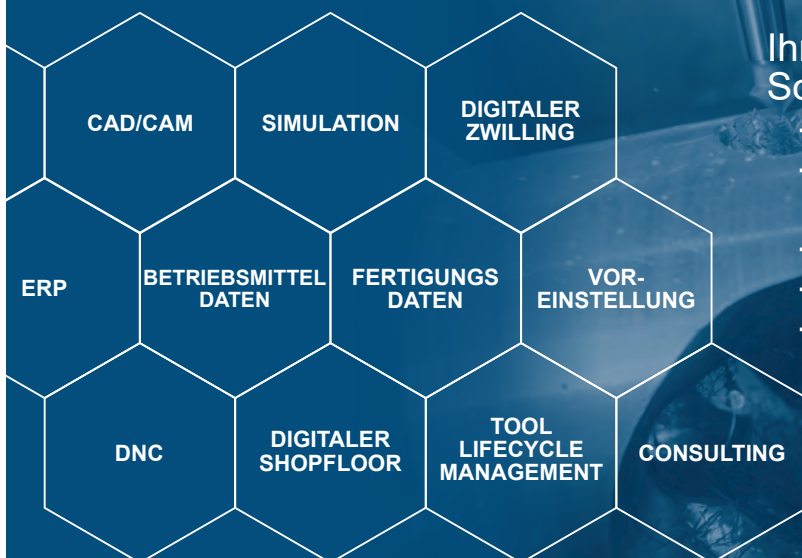 CAD/CAM
SIMULATION
DIGITALER
ZWILLING
ERP
BETRIEBSMITTEL
DATEN
FERTIGUNGS
DATEN
VOR-
EINSTELLUNG
DNC
DIGITALER
SHOPFLOOR
TOOL
LIFECYCLE
MANAGEMENT
CONSULTING